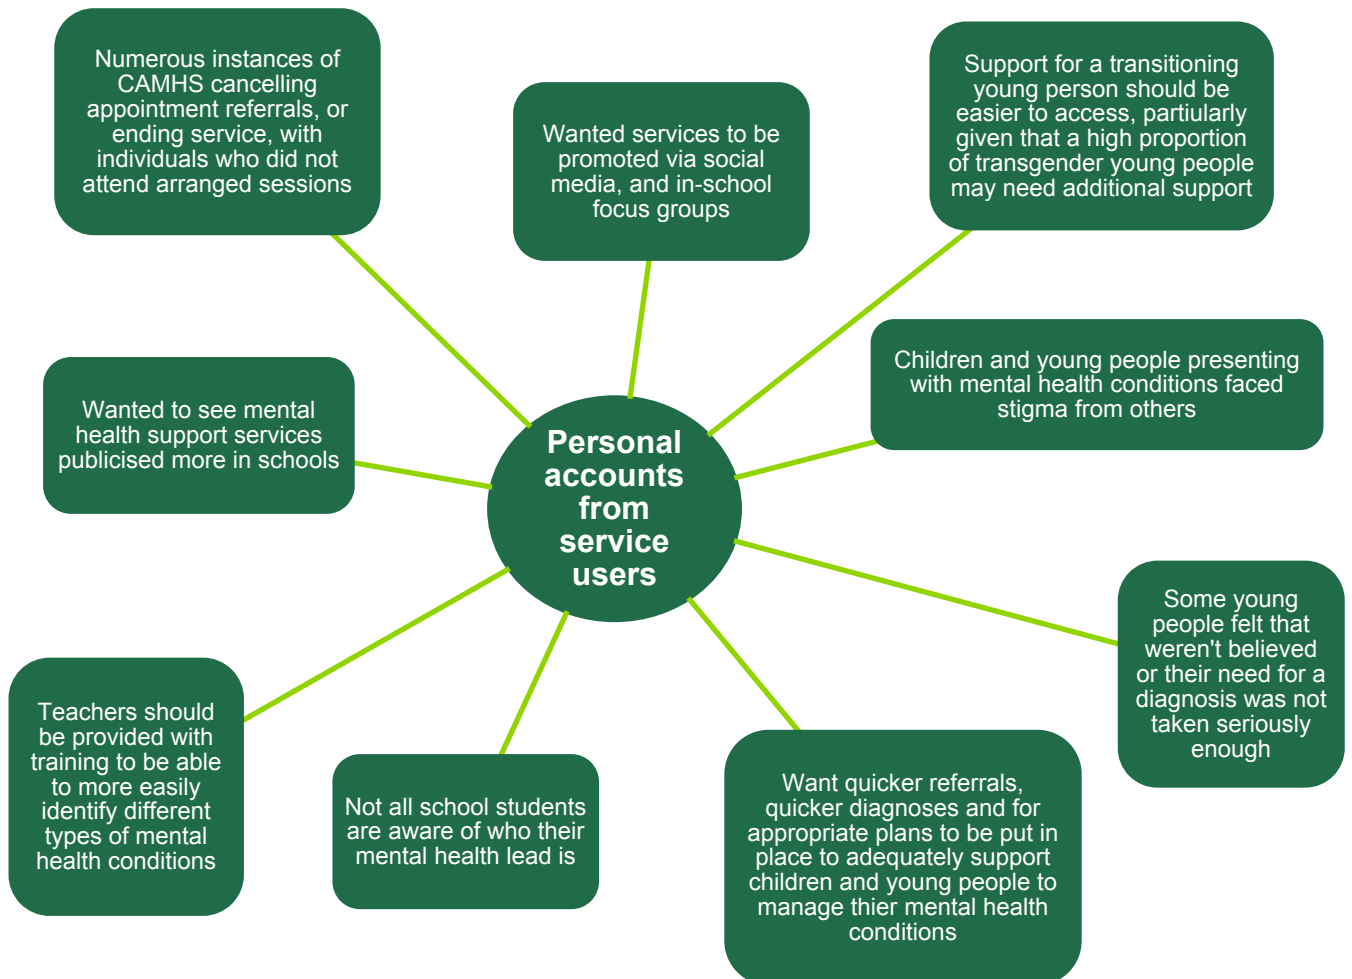 Numerous instances of
CAMHS cancelling
appointment referrals, or
ending service, with
individuals who did not
attend arranged sessions
Wanted services to be
promoted via social
media, and in-school
focus groups
Support for a transitioning
young person should be
easier to access, partiularly
given that a high proportion
of transgender young people
may need additional support
Children and young people presenting
with mental health conditions faced
stigma from others
Wanted to see mental
health support services
publicised more in schools
Personal
accounts
from
service
users
Some young
people felt that
weren't believed
or their need for a
diagnosis was not
taken seriously
enough
Teachers should
be provided with
training to be able
to more easily
identify different
types of mental
health conditions
Not all school students
are aware of who their
mental health lead is
Want quicker referrals,
quicker diagnoses and for
appropriate plans to be put in
place to adequately support
children and young people to
manage thier mental health
conditions